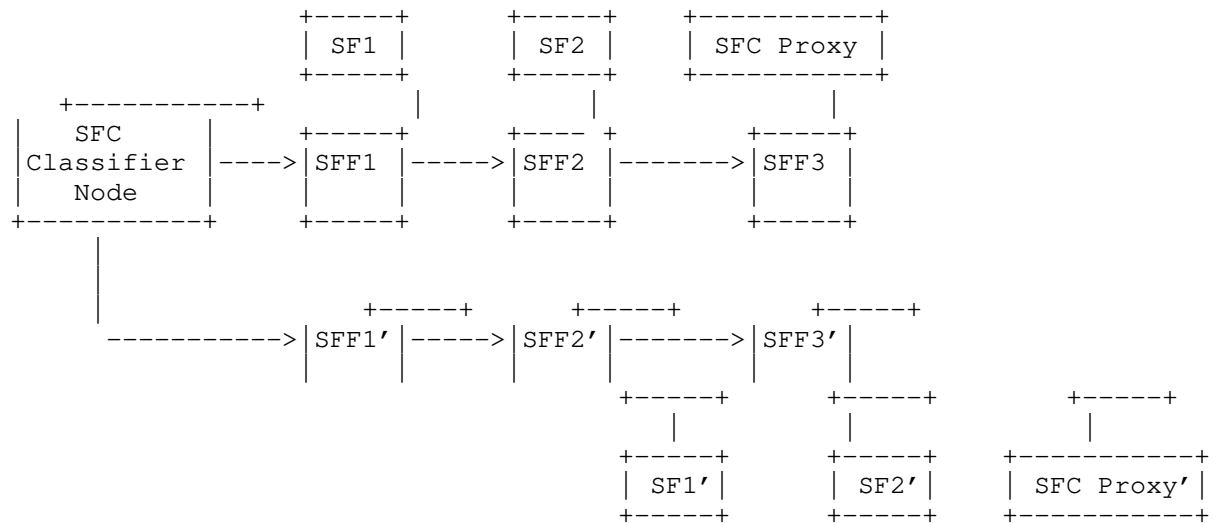 SF1 SF2 SFC Proxy
SFC
Classifier SFF1 SFF2 SFF3
Node
SFF1' SFF2' SFF3'
SF1' SF2' SFC Proxy'